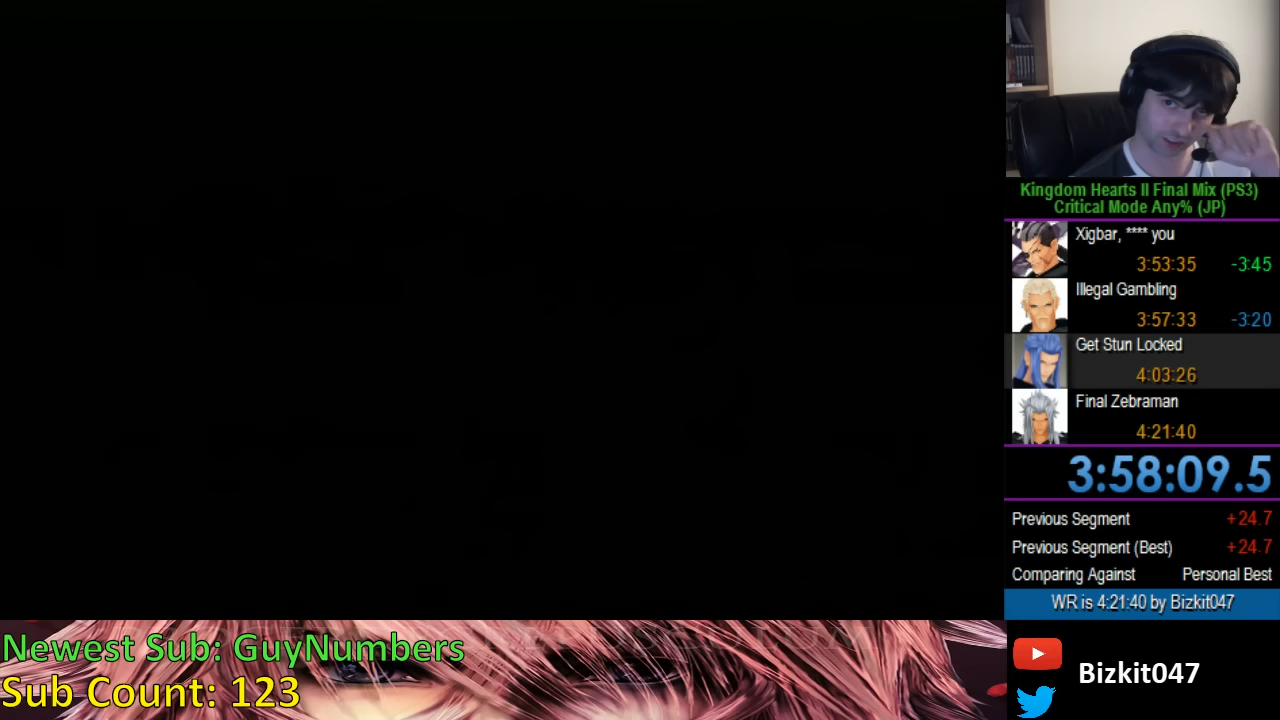 Kingdom Hearts II Final Mix (PS3)
Critical Mode Any% (JP)
Xigbar, **** you
3:53:35 -3:45
Illegal Gambling
3:57:33 -3:20
Get Stun Locked
4:03:26
Final Zebraman
4:21:40
3:58:09.5
Previous Segment +24.7
Previous Segment (Best) +24.7
Comparing Against Personal Best
WR is 4:21:40 by Bizkit047
Newest Sub: GuyNumbers
Sub Count: 123
Bizkit047